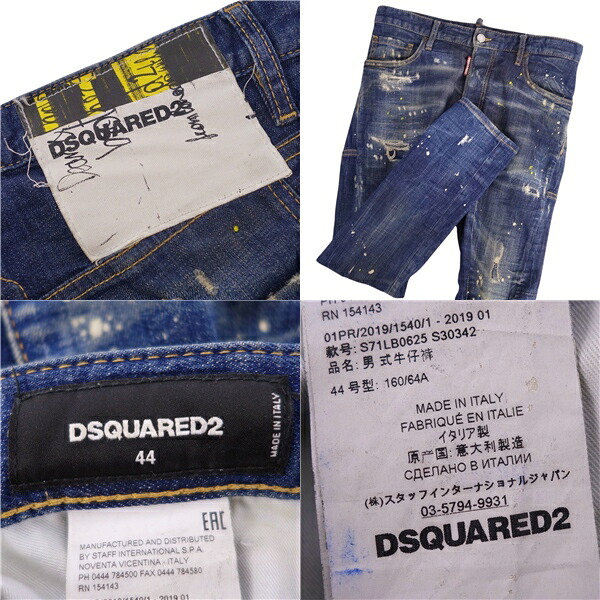 DSQUARED2
DSQUARED2
44
MADE IN ITALY
EAC
MANUFACTURED AND DISTRIBUTED
BY STAFF INTERNATIONAL S.P.A.
NOVENTA VICENTINA - ITALY
PH 0444 784500 FAX 0444 784580
RN 154143
RN 154143
01PR/2019/1540/1 - 2019 01
款号: S71LB0625 S30342
品名: 男式牛仔裤
44 号型: 160/64A
MADE IN ITALY
FABRIQUÉ EN ITALIE
イタリア製
原产国: 意大利製造
СДЕЛАНО В ИТАЛИИ
(株)スタッフインターナショナルジャパン
03-5794-9931
DSQUARED2